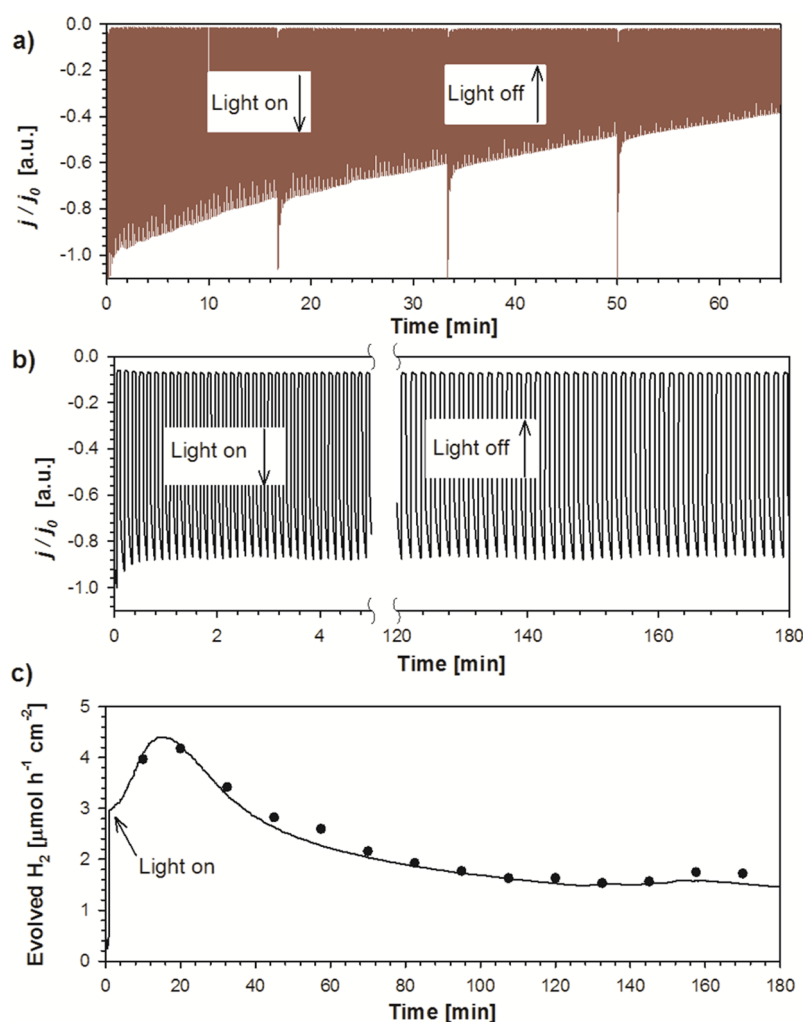 a)
j / j0 [a.u.]
0.0
-0.2
-0.4
-0.6
-0.8
-1.0
Light on
Light off
0 10 20 30 40 50 60
Time [min]
b)
j / j0 [a.u.]
0.0
-0.2
-0.4
-0.6
-0.8
-1.0
Light on
Light off
0 2 4 120 140 160 180
Time [min]
c)
Evolved H2 [μmol h-1 cm-2]
5
4
3
2
1
0
Light on
0 20 40 60 80 100 120 140 160 180
Time [min]